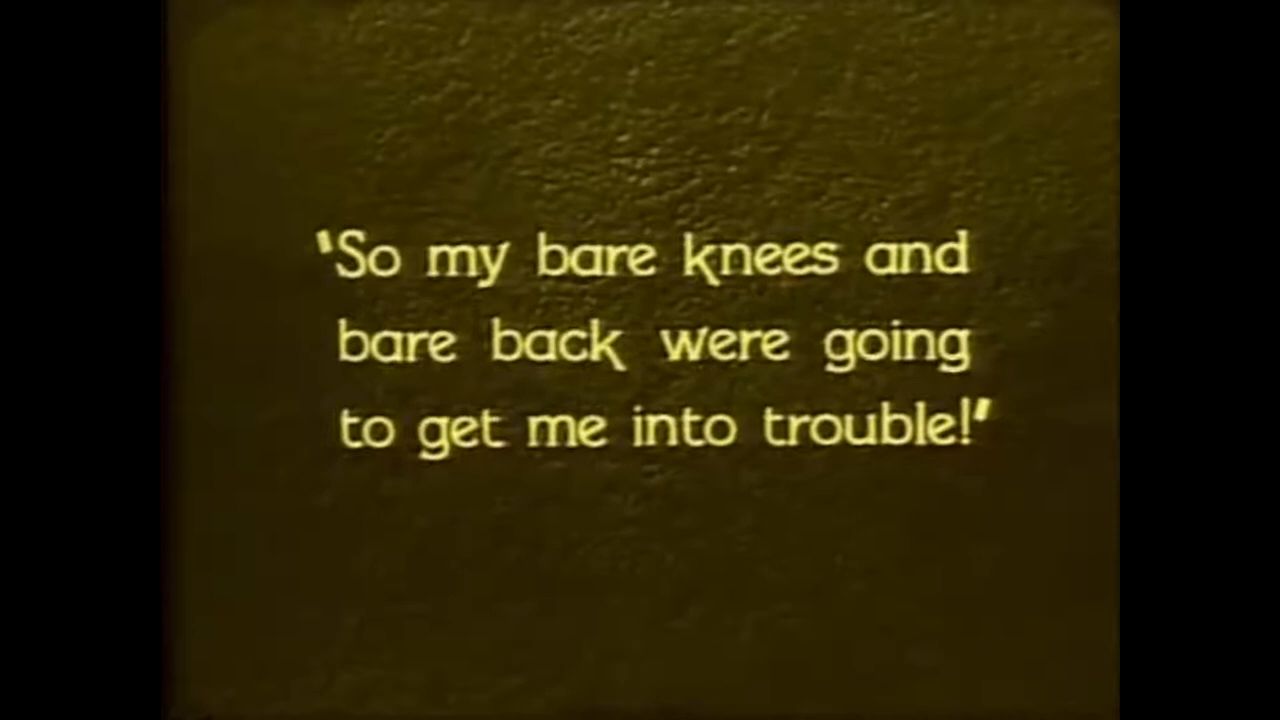 'So my bare knees and
bare back were going
to get me into trouble!'